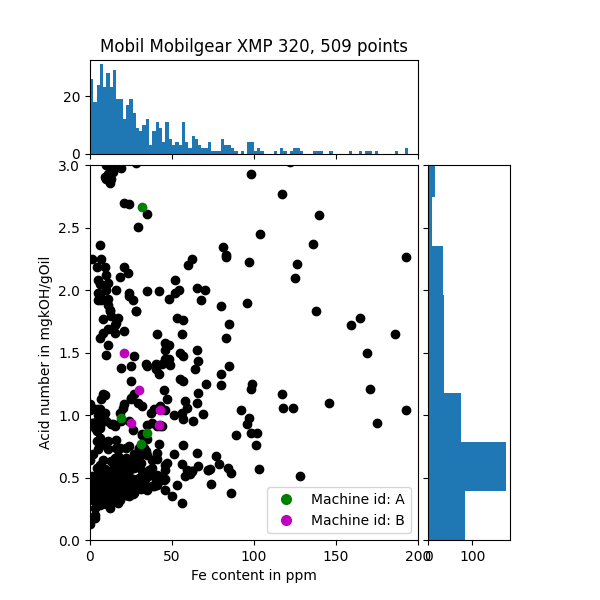 Mobil Mobilgear XMP 320, 509 points
20
0
3.0
2.5
2.0
1.5
1.0
0.5
0.0
Acid number in mgkOH/gOil
Machine id: A
Machine id: B
0 50 100 150 200 0 100
Fe content in ppm